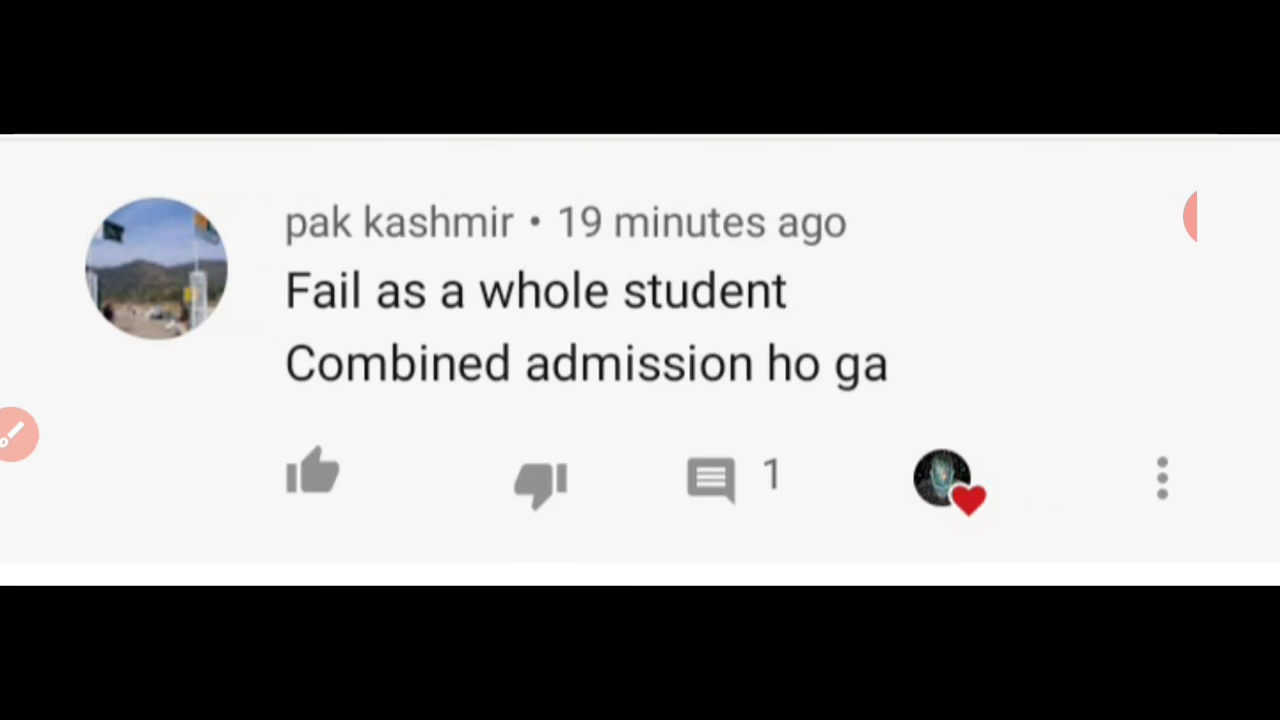 pak kashmir • 19 minutes ago
Fail as a whole student
Combined admission ho ga
1